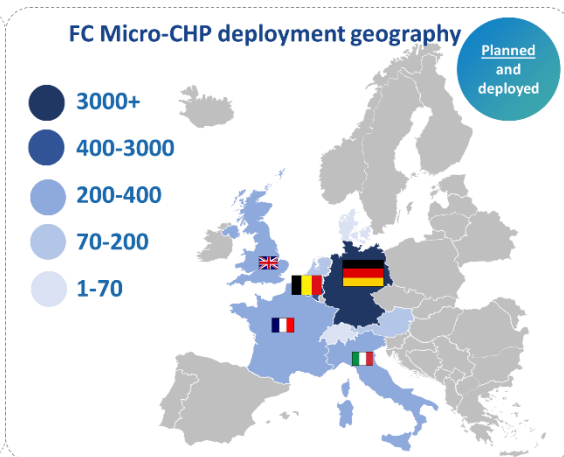 FC Micro-CHP deployment geography
Planned
and
deployed
3000+
400-3000
200-400
70-200
1-70